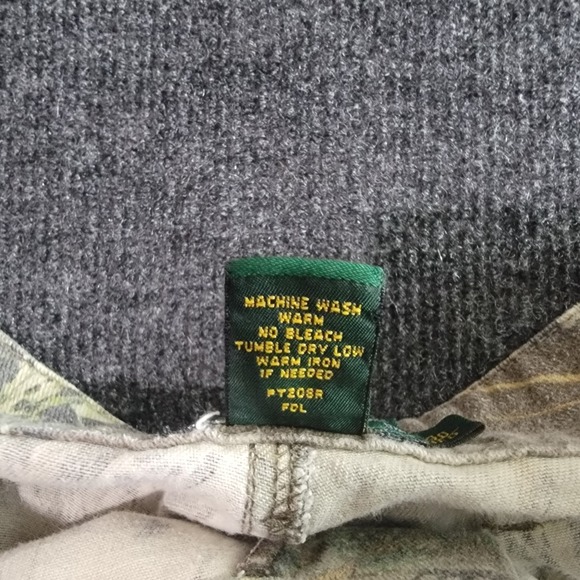 MACHINE WASH
WARM
NO BLEACH
TUMBLE DRY LOW
WARM IRON
IF NEEDED
PT208R
FDL